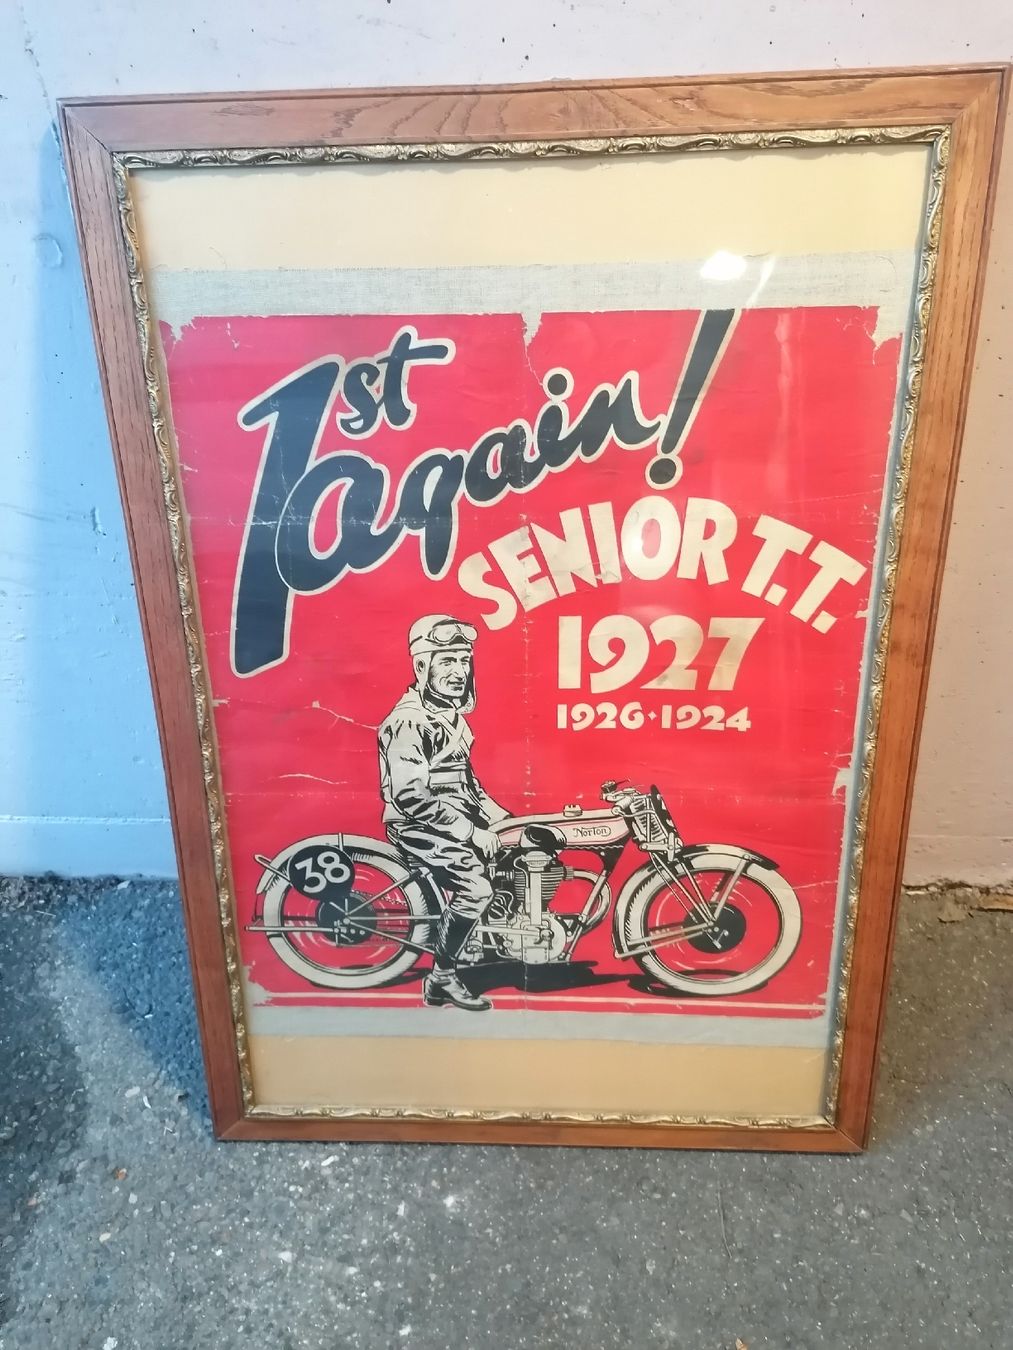 1st
Again!
SENIOR T.T.
1927
1926·1924
Norton
38